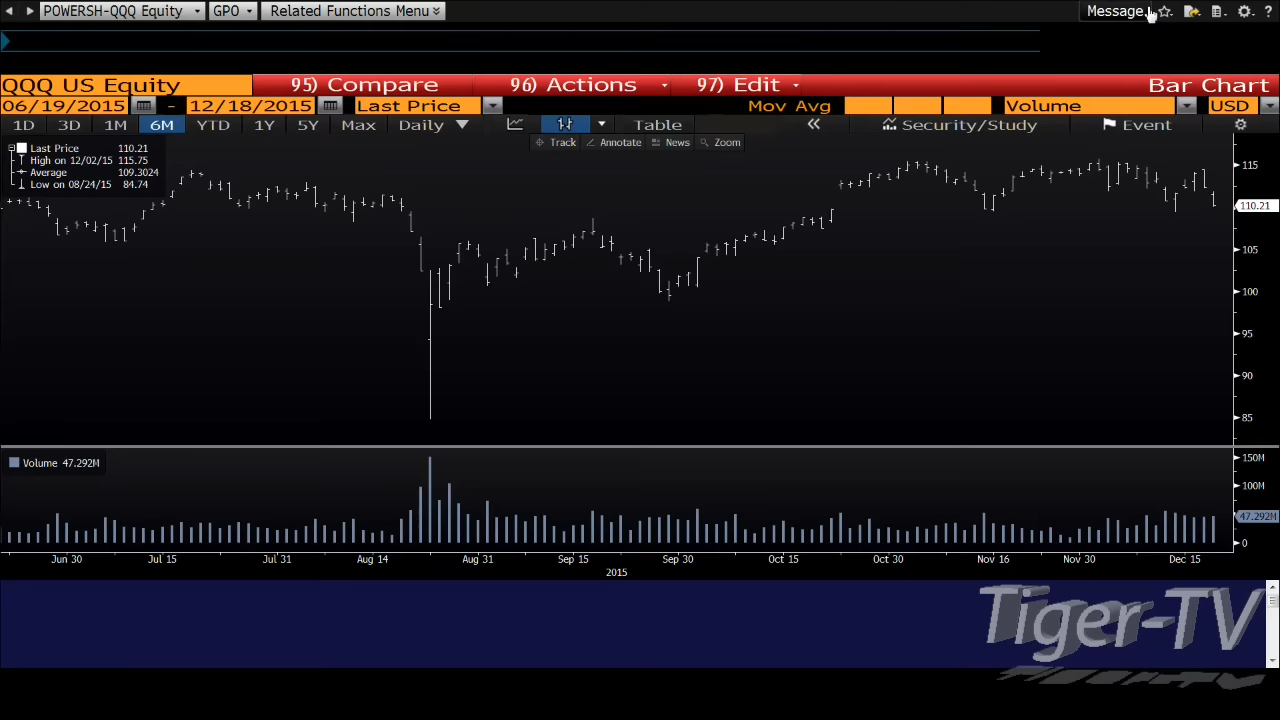 POWERSH-QQQ Equity GPO Related Functions Menu Message ?
QQQ US Equity 95) Compare 96) Actions 97) Edit Bar Chart
06/19/2015 - 12/18/2015 Last Price Mov Avg Volume USD
1D 3D 1M 6M YTD 1Y 5Y Max Daily Table Security/Study Event
Track Annotate News Zoom
Last Price 110.21
High on 12/02/15 115.75
Average 109.3024
Low on 08/24/15 84.74
115
110.21
105
100
95
90
85
Volume 47.292M
150M
100M
47.292M
0
Jun 30 Jul 15 Jul 31 Aug 14 Aug 31 Sep 15 Sep 30 Oct 15 Oct 30 Nov 16 Nov 30 Dec 15
2015
Tiger-TV